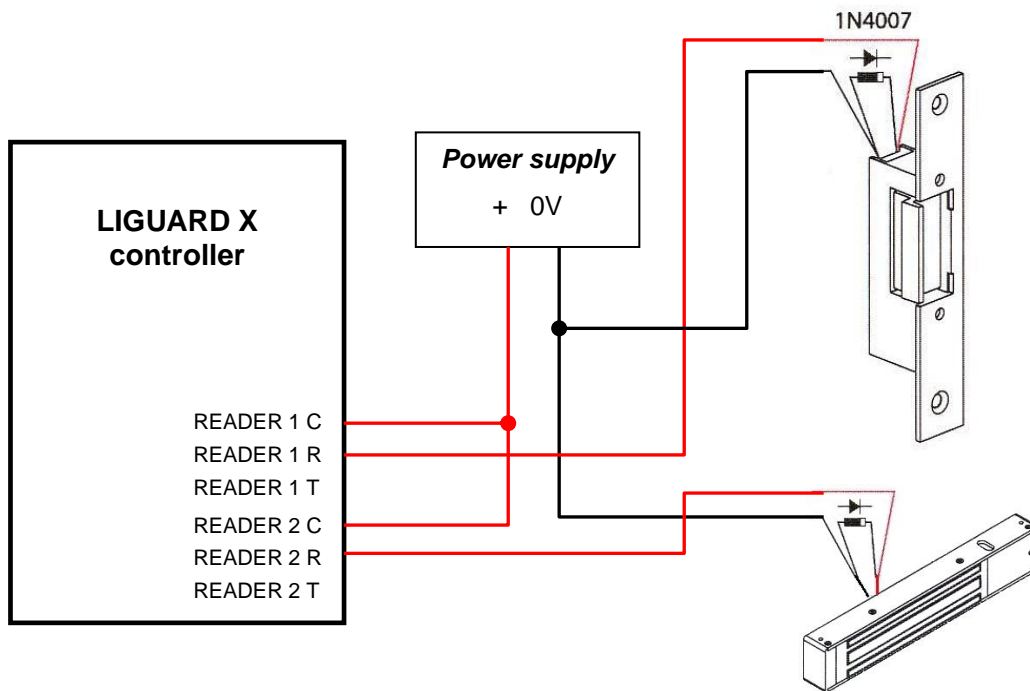 1N4007
Power supply
+ 0V
LIGUARD X
controller
READER 1 C
READER 1 R
READER 1 T
READER 2 C
READER 2 R
READER 2 T